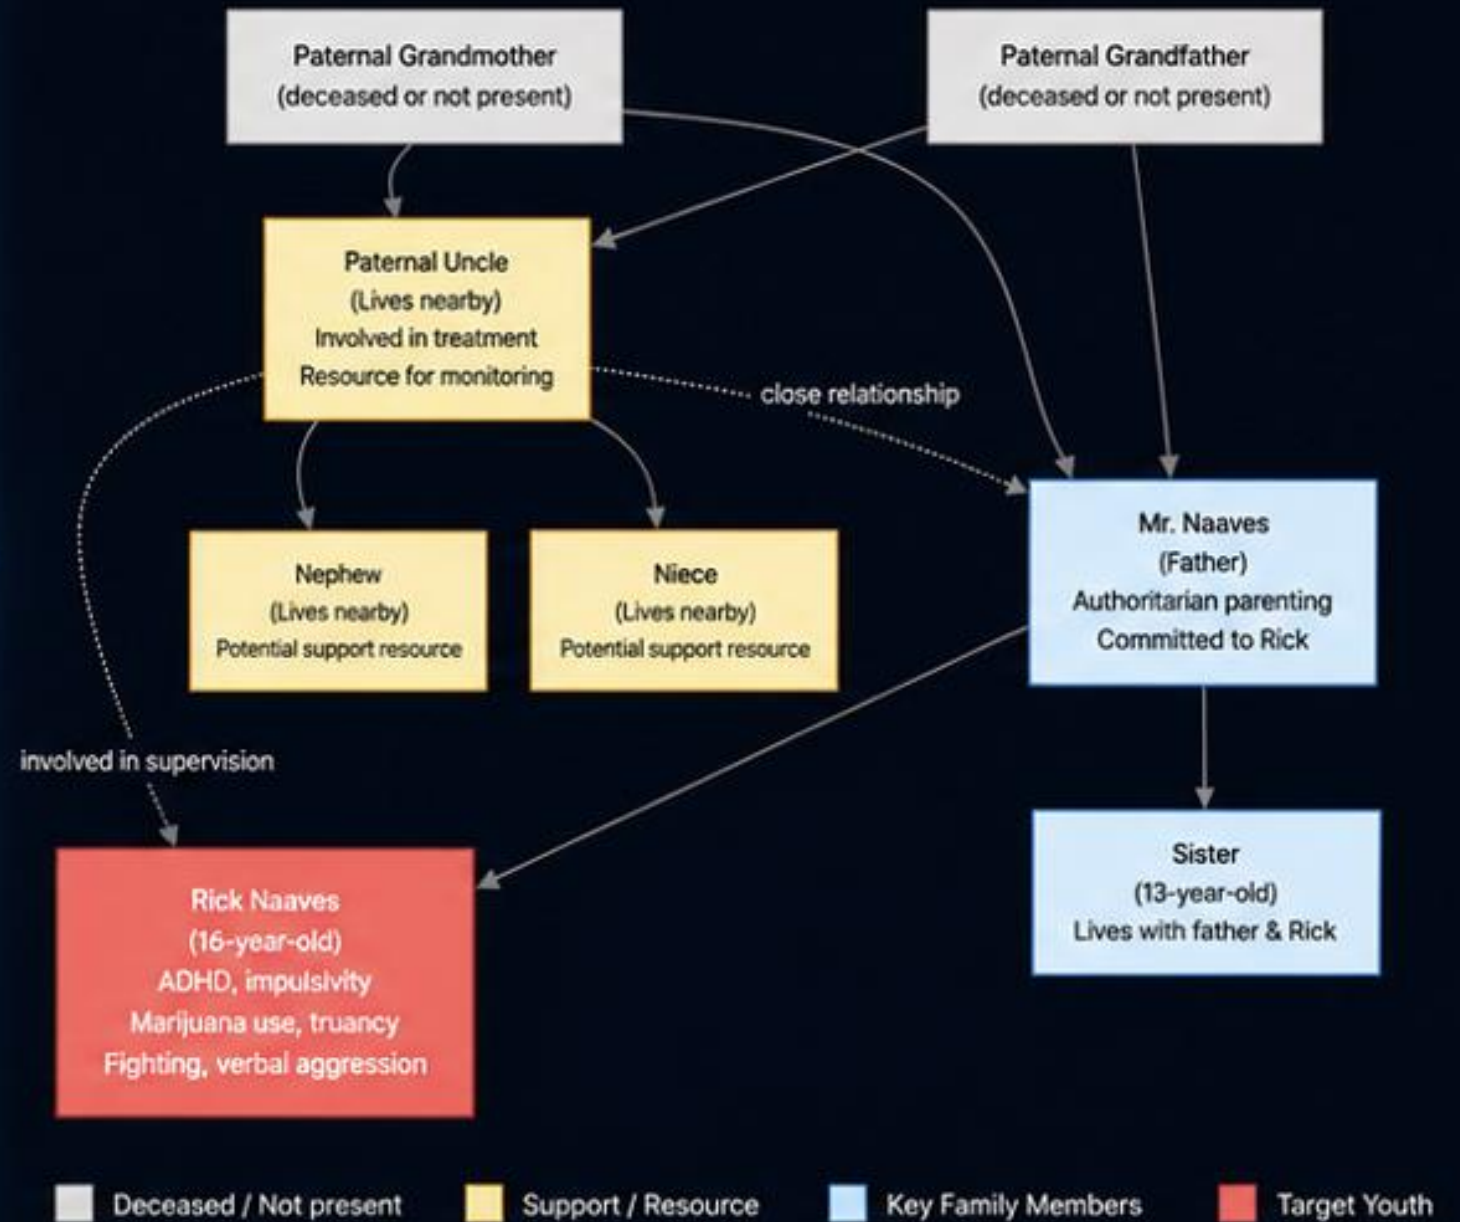 Paternal Grandmother
(deceased or not present)
Paternal Grandfather
(deceased or not present)
Paternal Uncle
(Lives nearby)
Involved in treatment
Resource for monitoring
close relationship
Nephew
(Lives nearby)
Potential support resource
Niece
(Lives nearby)
Potential support resource
Mr. Naaves
(Father)
Authoritarian parenting
Committed to Rick
involved in supervision
Rick Naaves
(16-year-old)
ADHD, impulsivity
Marijuana use, truancy
Fighting, verbal aggression
Sister
(13-year-old)
Lives with father & Rick
Deceased / Not present
Support / Resource
Key Family Members
Target Youth